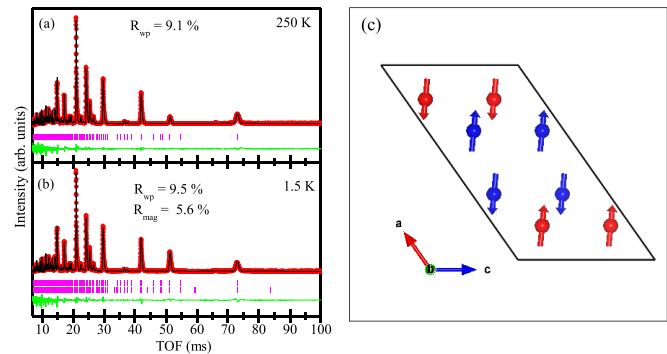 (a)
R_wp = 9.1 %
250 K
(b)
R_wp = 9.5 %
1.5 K
R_mag = 5.6 %
Intensity (arb. units)
10 20 30 40 50 60 70 80 90 100
TOF (ms)
(c)
a
b
c